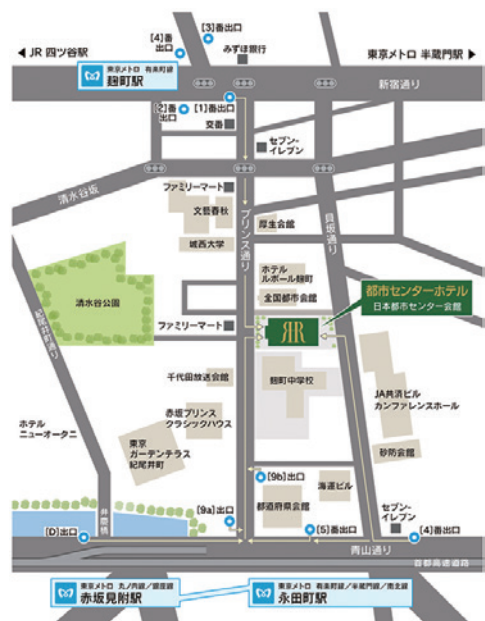 [3]番
出口
[4]番
出口
みずほ銀行
◀ JR 四ツ谷駅
東京メトロ 半蔵門駅 ▶
東京メトロ 有楽町線
麹町駅
新宿通り
[2]番
出口
[1]番出口
交番
セブン-
イレブン
清水谷坂
ファミリーマート
文藝春秋
城西大学
プリンス通り
厚生会館
貝坂通り
ホテル
ルポール麹町
全国都市会館
都市センターホテル
日本都市センター会館
清水谷公園
紀尾井町通り
ファミリーマート
千代田放送会館
麹町中学校
JA共済ビル
カンファレンスホール
赤坂プリンス
クラシックハウス
ホテル
ニューオータニ
東京
ガーデンテラス
紀尾井町
砂防会館
[9b]出口
海運ビル
都道府県会館
[9a]出口
弁慶橋
[D]出口
[5]番出口
セブン-
イレブン
[4]番出口
青山通り
首都高速道路
東京メトロ 丸ノ内線/銀座線
赤坂見附駅
東京メトロ 有楽町線/半蔵門線/南北線
永田町駅